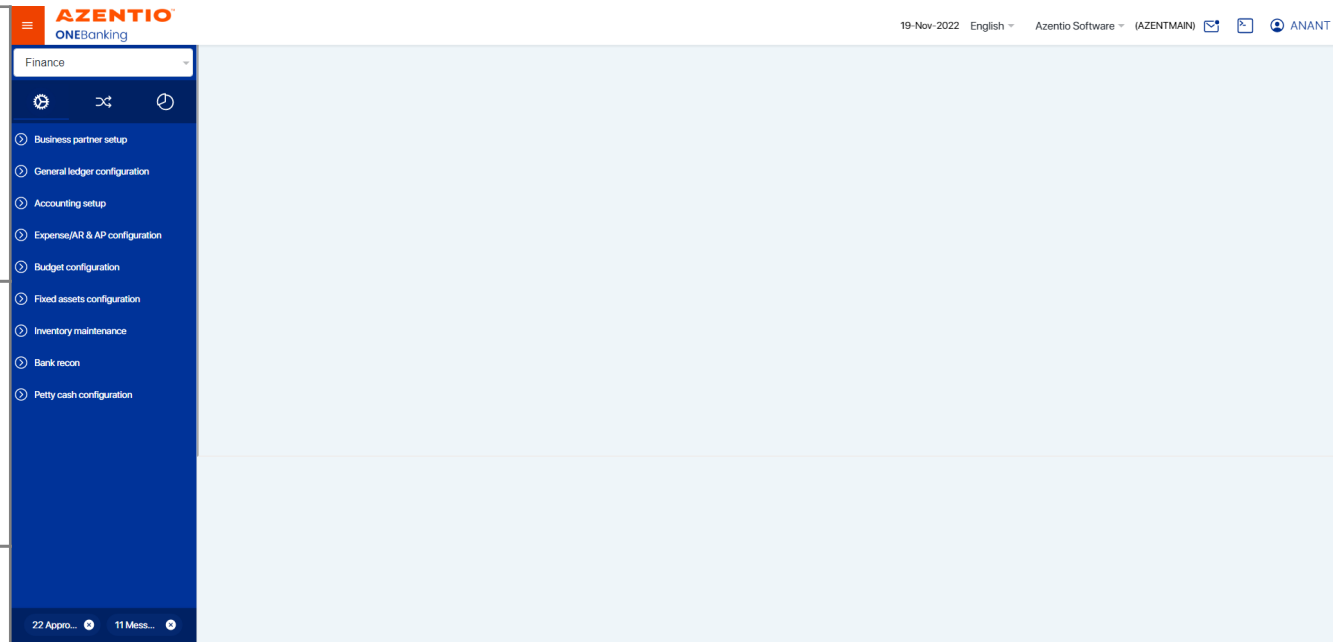 AZENTIO™
ONEBanking
19-Nov-2022 English Azentio Software (AZENTMAIN) ANANT
Finance
Business partner setup
General ledger configuration
Accounting setup
Expense/AR & AP configuration
Budget configuration
Fixed assets configuration
Inventory maintenance
Bank recon
Petty cash configuration
22 Appro... 11 Mess...